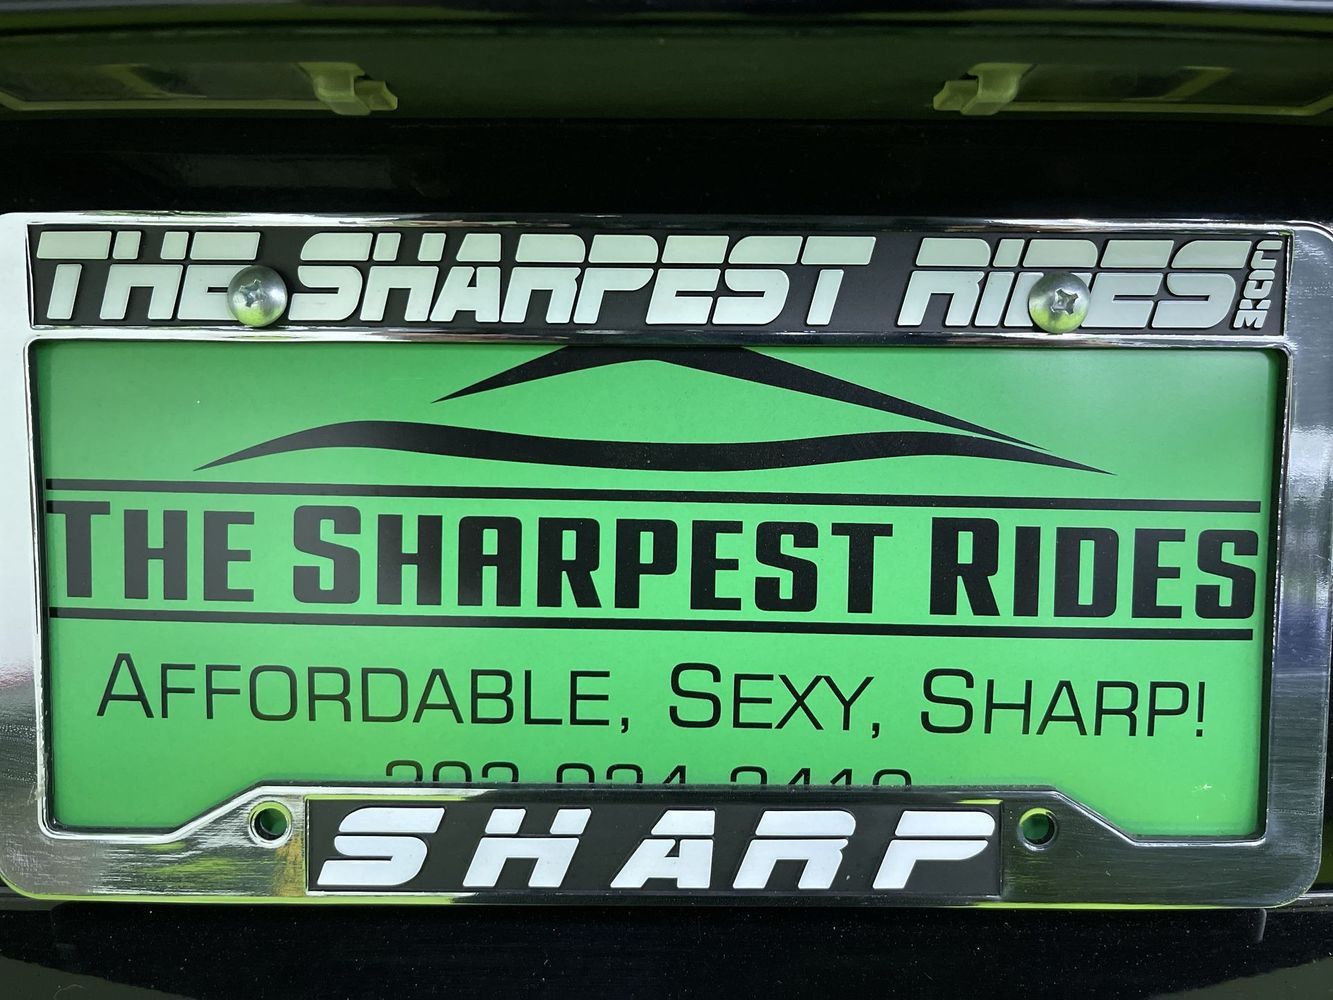 THE SHARPEST RIDES.COM
THE SHARPEST RIDES
AFFORDABLE, SEXY, SHARP!
SHARP